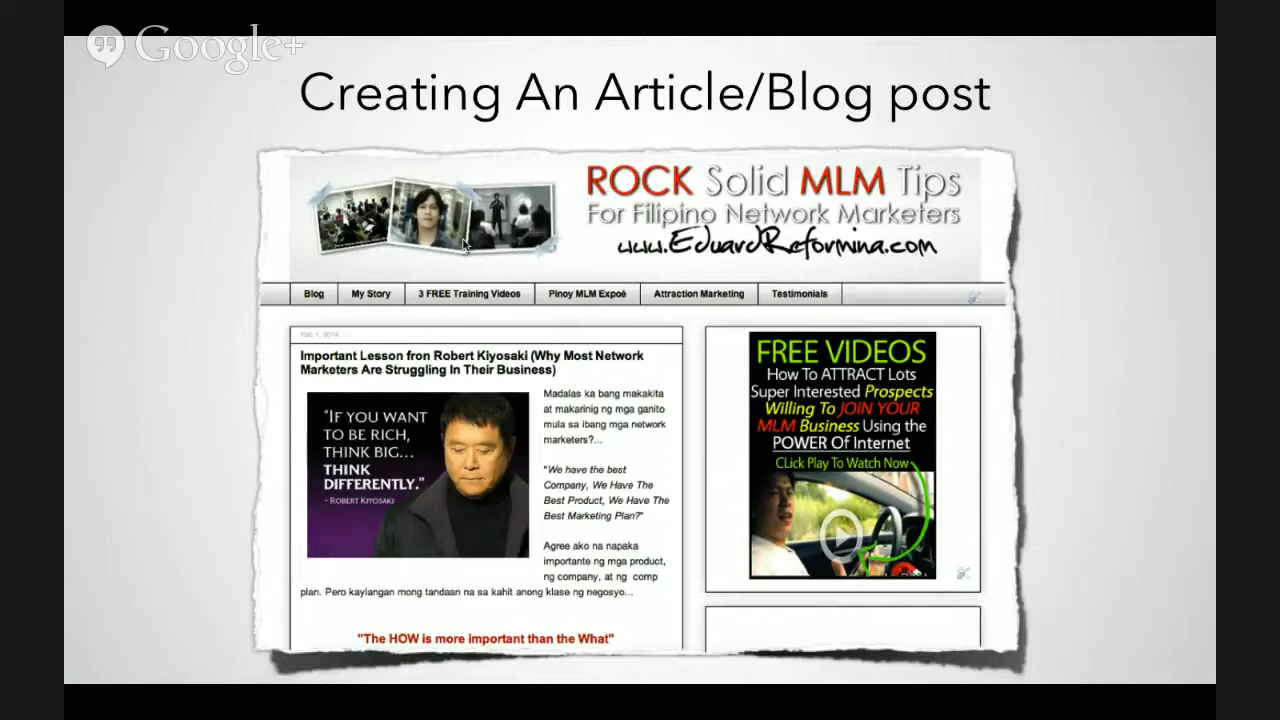 Google+
Creating An Article/Blog post
ROCK Solid MLM Tips
For Filipino Network Marketers
www.EduardReformina.com
Blog
My Story
3 FREE Training Videos
Pinoy MLM Expoé
Attraction Marketing
Testimonials
Feb 1, 2014
Important Lesson fron Robert Kiyosaki (Why Most Network
Marketers Are Struggling In Their Business)
"IF YOU WANT
TO BE RICH,
THINK BIG...
THINK
DIFFERENTLY."
- ROBERT KIYOSAKI
Madalas ka bang makakita
at makarinig ng mga ganito
mula sa ibang mga network
marketers?...
"We have the best
Company, We Have The
Best Product, We Have The
Best Marketing Plan?"
Agree ako na napaka
importante ng mga product,
ng company, at ng comp
plan. Pero kaylangan mong tandaan na sa kahit anong klase ng negosyo...
"The HOW is more important than the What"
FREE VIDEOS
How To ATTRACT Lots
Super Interested Prospects
Willing To JOIN YOUR
MLM Business Using the
POWER Of Internet
CLick Play To Watch Now